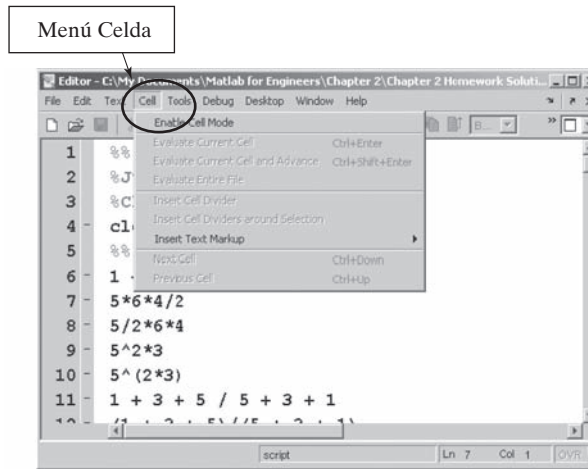 Menú Celda
Editor - C:\My Documents\Matlab for Engineers\Chapter 2\Chapter 2 Homework Soluti...
File Edit Text Cell Tools Debug Desktop Window Help
Enable Cell Mode
Evaluate Current Cell Ctrl+Enter
Evaluate Current Cell and Advance Ctrl+Shift+Enter
Evaluate Entire File
Insert Cell Divider
Insert Cell Dividers around Selection
Insert Text Markup
Next Cell Ctrl+Down
Previous Cell Ctrl+Up
B...
1 %%
2 %J
3 %C
4 - cl
5 %%
6 - 1
7 - 5*6*4/2
8 - 5/2*6*4
9 - 5^2*3
10 - 5^(2*3)
11 - 1 + 3 + 5 / 5 + 3 + 1
script Ln 7 Col 1 OVR